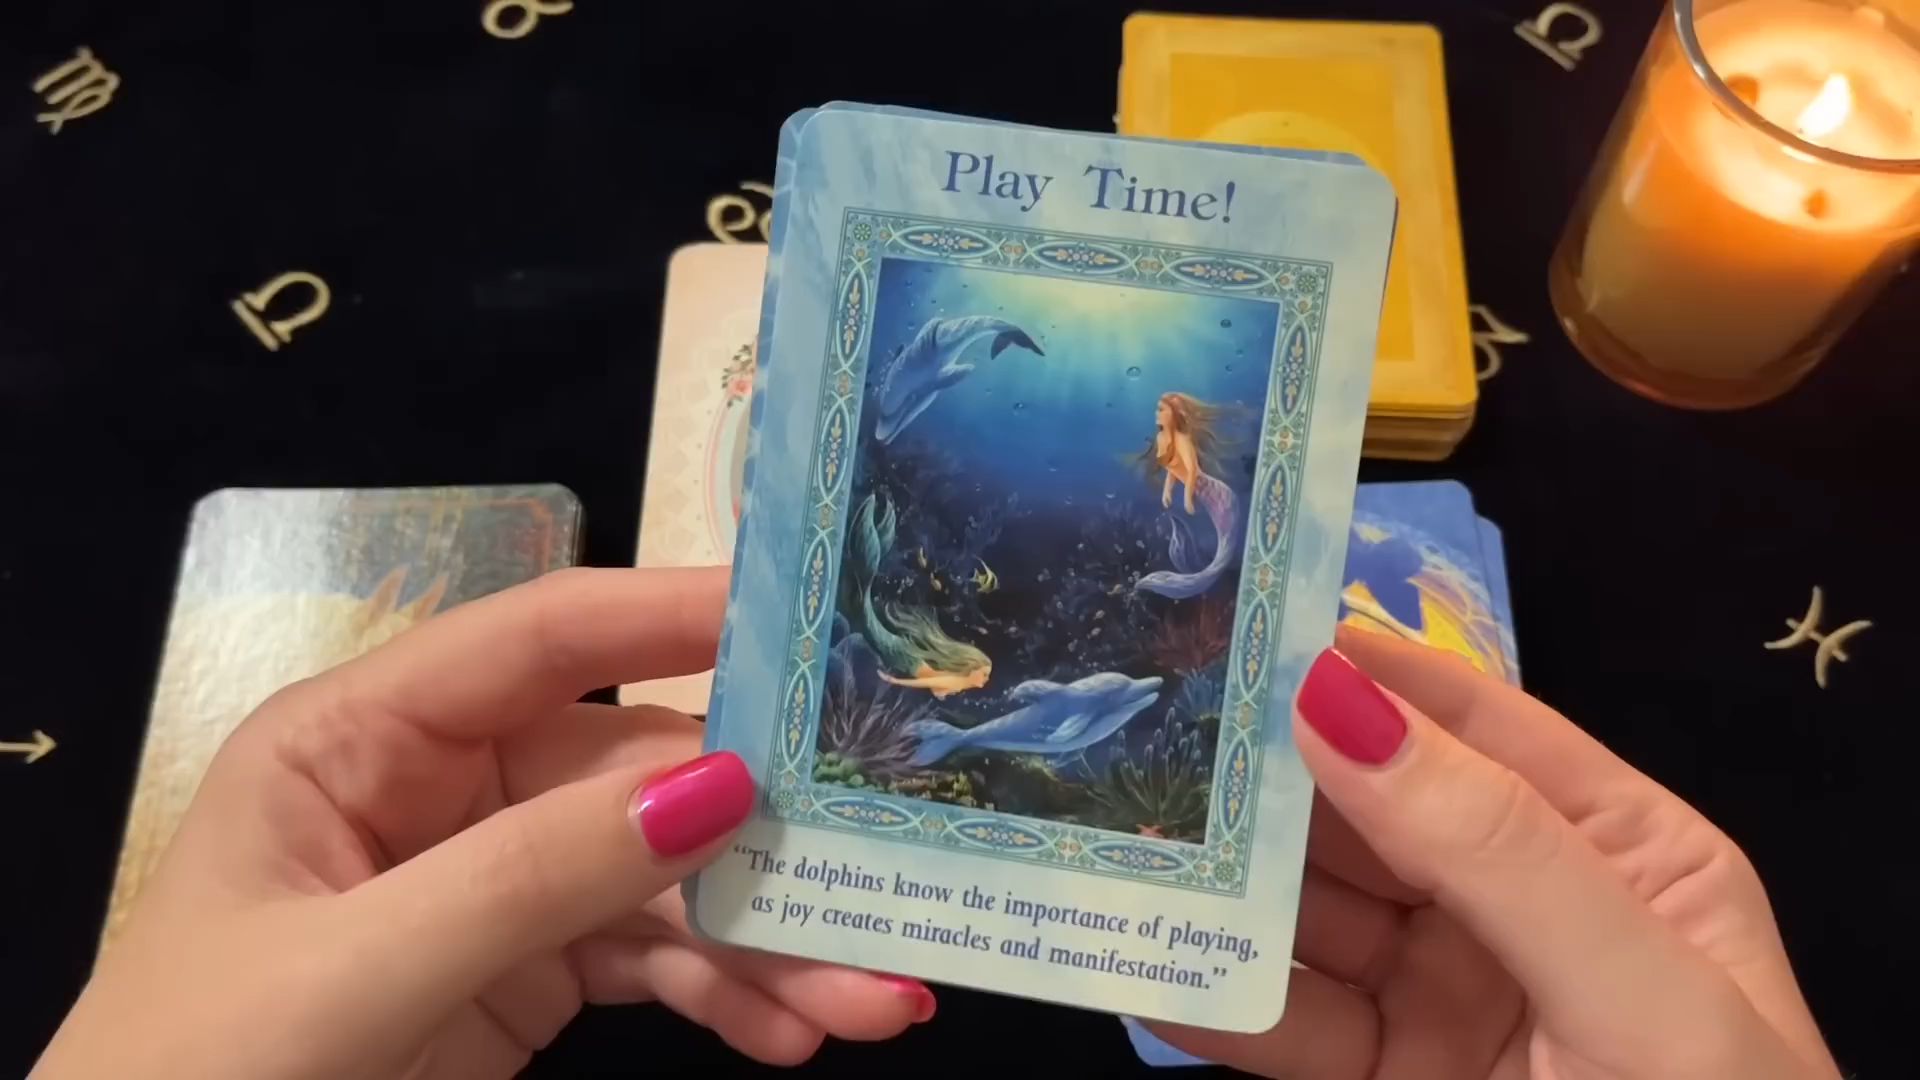 Play Time!
“The dolphins know the importance of playing,
as joy creates miracles and manifestation.”